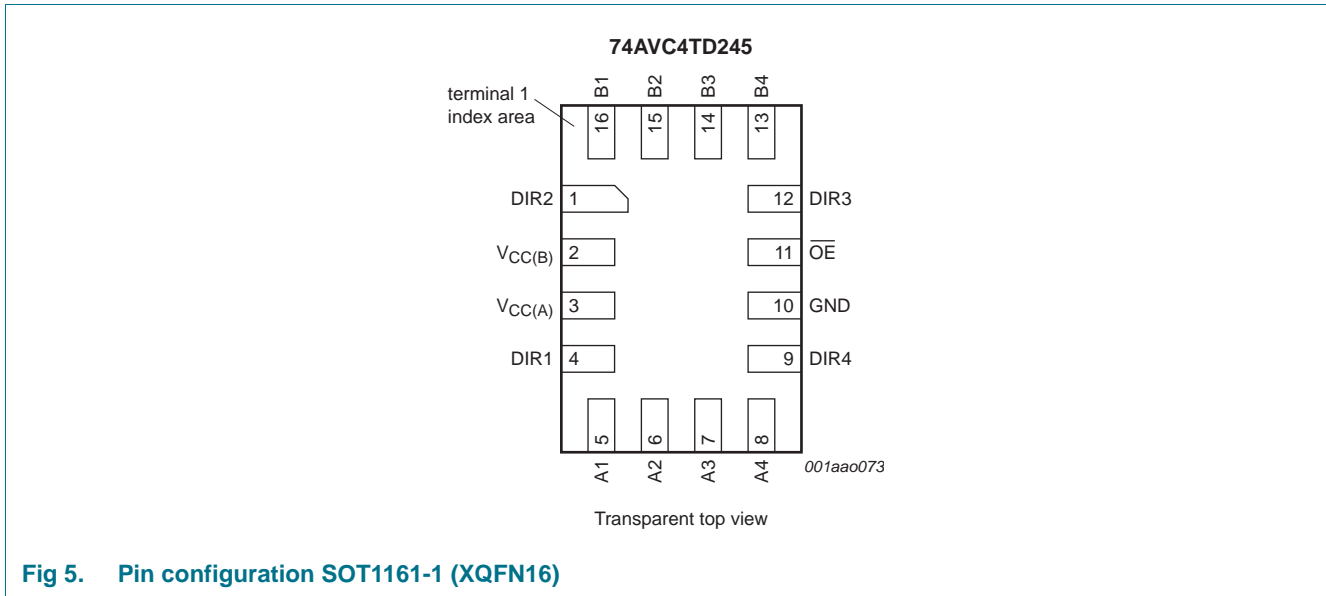 74AVC4TD245
terminal 1
index area
B1
B2
B3
B4
16
15
14
13
DIR2
1
12
DIR3
VCC(B)
2
11
OE
VCC(A)
3
10
GND
DIR1
4
9
DIR4
5
6
7
8
A1
A2
A3
A4
001aao073
Transparent top view
Fig 5. Pin configuration SOT1161-1 (XQFN16)